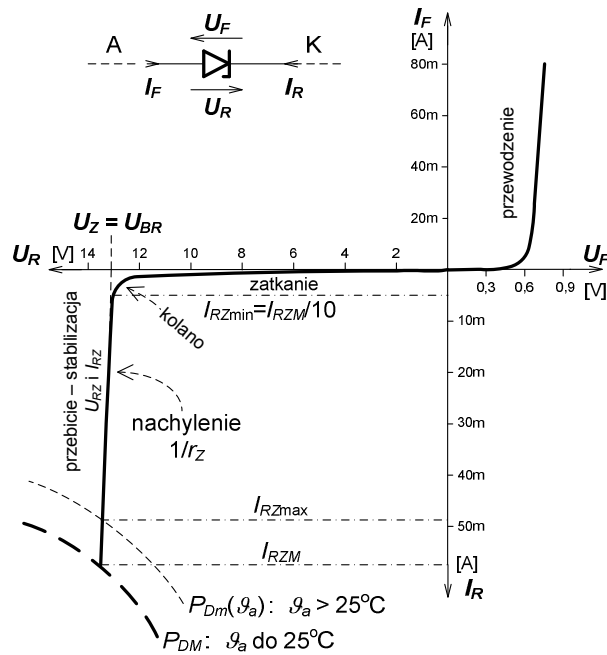 I_F
[A]
U_F
A
K
I_F
I_R
U_R
80m
60m
40m
20m
przewodzenie
U_Z = U_BR
U_R [V] 14 12 10 8 6 4 2
U_F
0,3 0,6 0,9 [V]
zatkanie
I_RZmin=I_RZM/10
kolano
przebicie – stabilizacja
U_RZ i I_RZ
nachylenie
1/r_Z
10m
20m
30m
40m
50m
I_RZmax
I_RZM
[A]
I_R
P_Dm(ϑ_a): ϑ_a > 25°C
P_DM: ϑ_a do 25°C